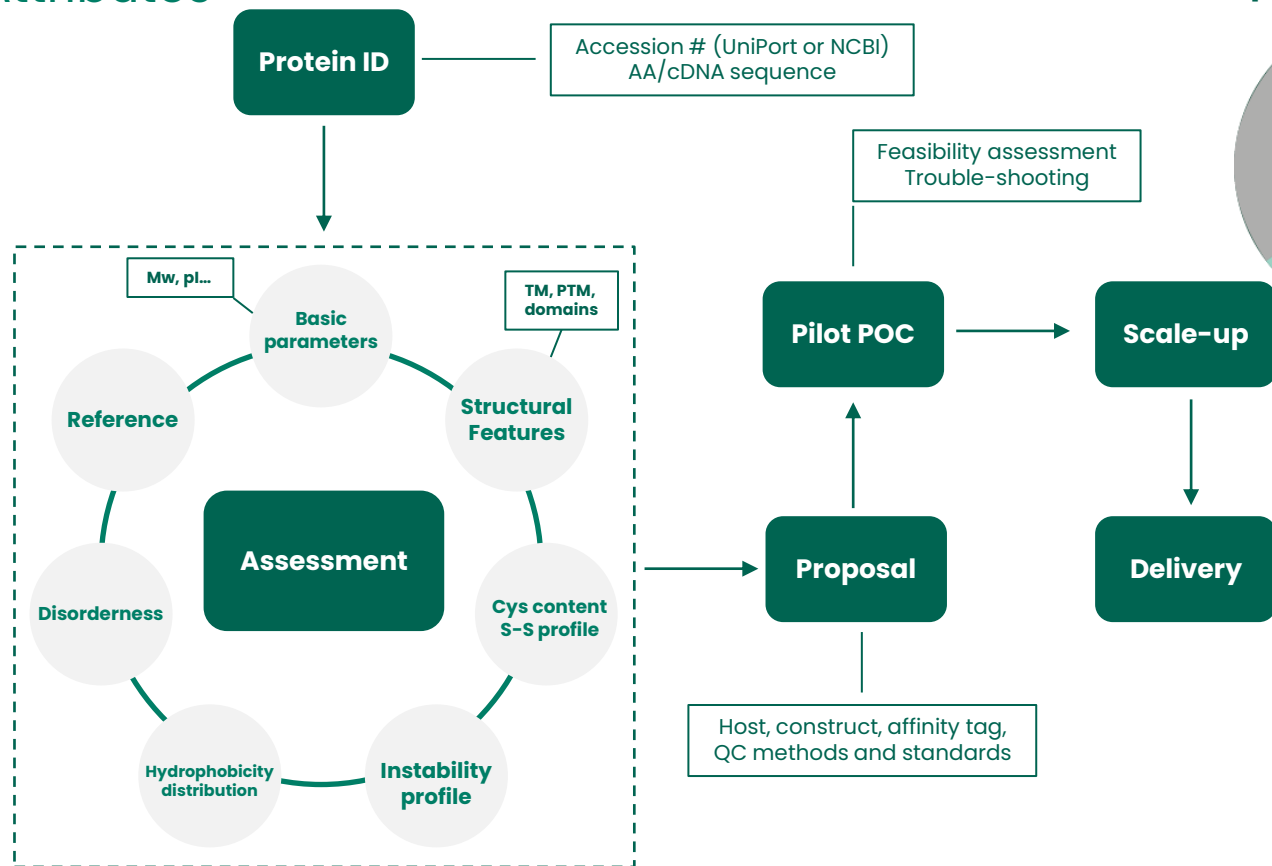 Protein ID
Accession # (UniPort or NCBI)
AA/cDNA sequence
Feasibility assessment
Trouble-shooting
Mw, pl...
TM, PTM,
domains
Basic
parameters
Reference
Structural
Features
Assessment
Disorderness
Cys content
S-S profile
Hydrophobicity
distribution
Instability
profile
Pilot POC
Scale-up
Proposal
Delivery
Host, construct, affinity tag,
QC methods and standards